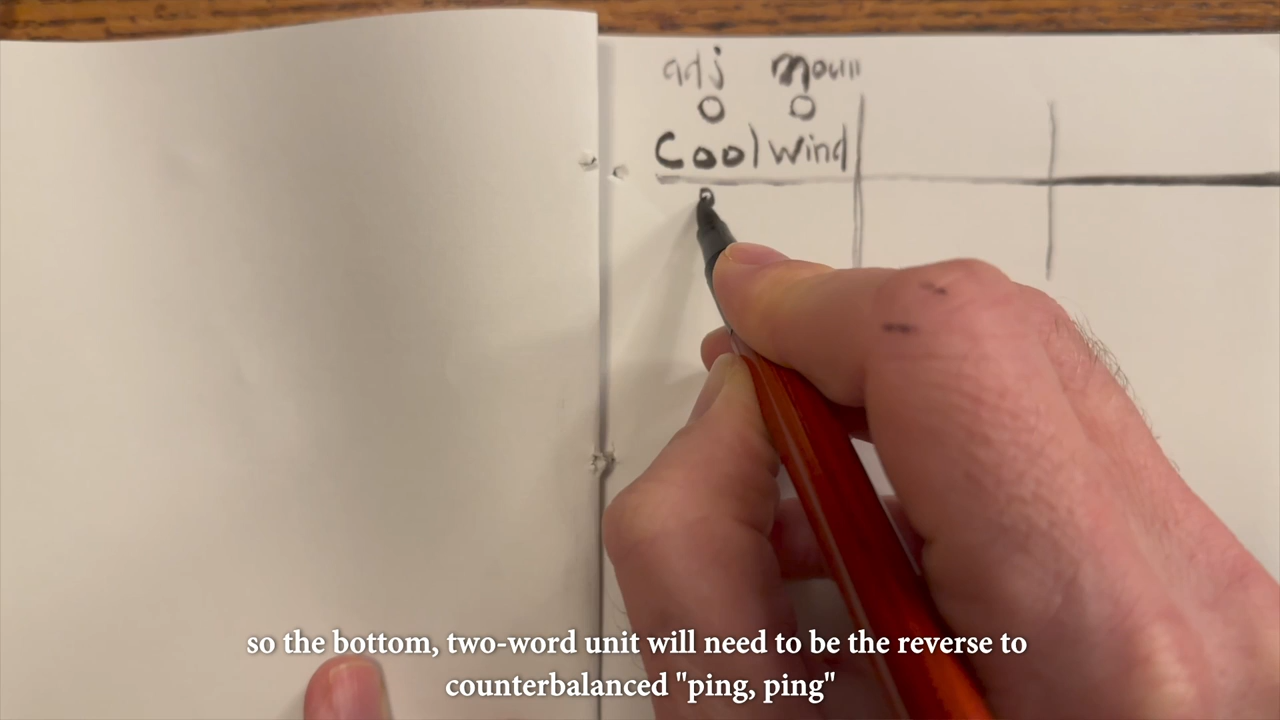 adj noun
Cool Wind
so the bottom, two-word unit will need to be the reverse to
counterbalanced "ping, ping"